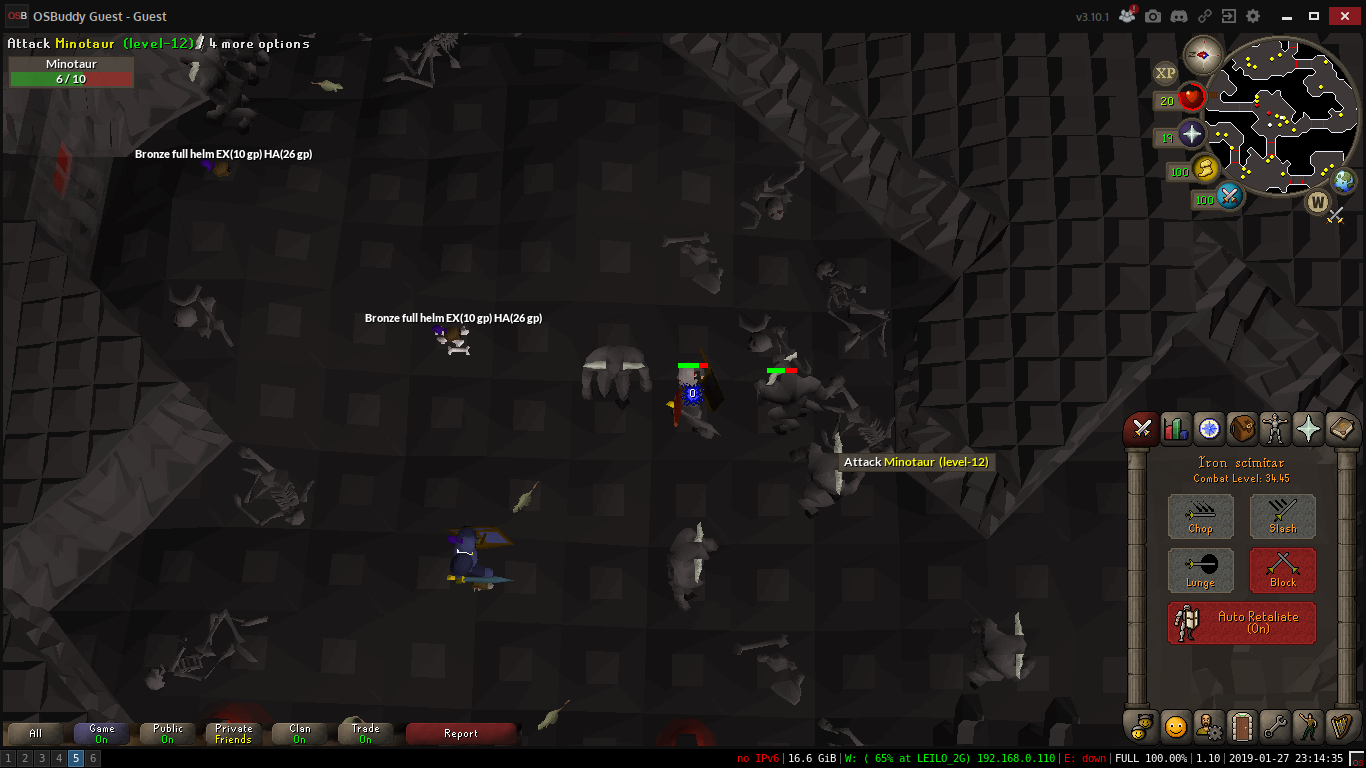 OSB OSBuddy Guest - Guest
v3.10.1
Attack Minotaur (level-12) / 4 more options
Minotaur
6 / 10
XP
20
19
100
100
W
Bronze full helm EX(10 gp) HA(26 gp)
Bronze full helm EX(10 gp) HA(26 gp)
0
Attack Minotaur (level-12)
Iron scimitar
Combat Level: 34.45
Chop
Slash
Lunge
Block
Auto Retaliate
(On)
All
Game
On
Public
On
Private
Friends
Clan
On
Trade
On
Report
1 2 3 4 5 6
no IPv6 | 16.6 GiB | W: ( 65% at LEILO_2G) 192.168.0.110 | E: down | FULL 100.00% | 1.10 | 2019-01-27 23:14:35